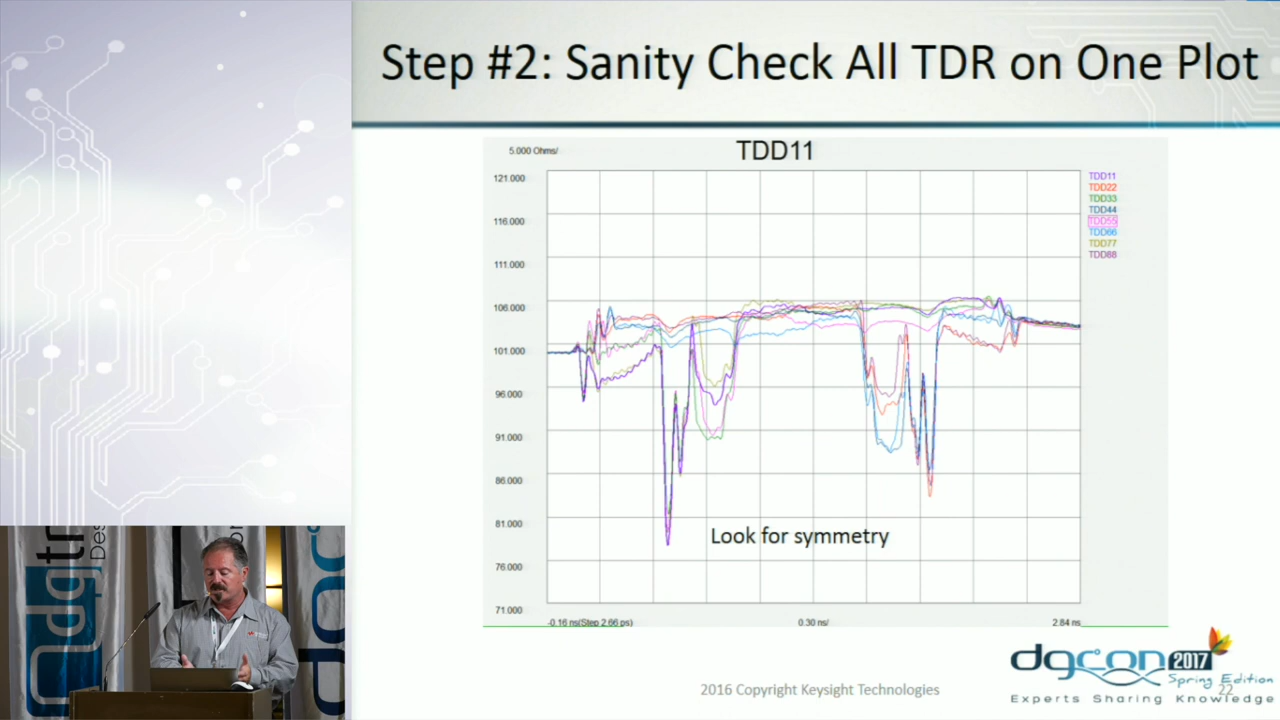 Step #2: Sanity Check All TDR on One Plot
TDD11
5.000 Ohms/
121.000
116.000
111.000
106.000
101.000
96.000
91.000
86.000
81.000
76.000
71.000
TDD11
TDD22
TDD33
TDD44
TDD55
TDD66
TDD77
TDD88
Look for symmetry
-0.16 ns(Step 2.66 ps)
0.30 ns/
2.84 ns
2016 Copyright Keysight Technologies
22
dgcon 2017
Spring Edition
Experts Sharing Knowledge